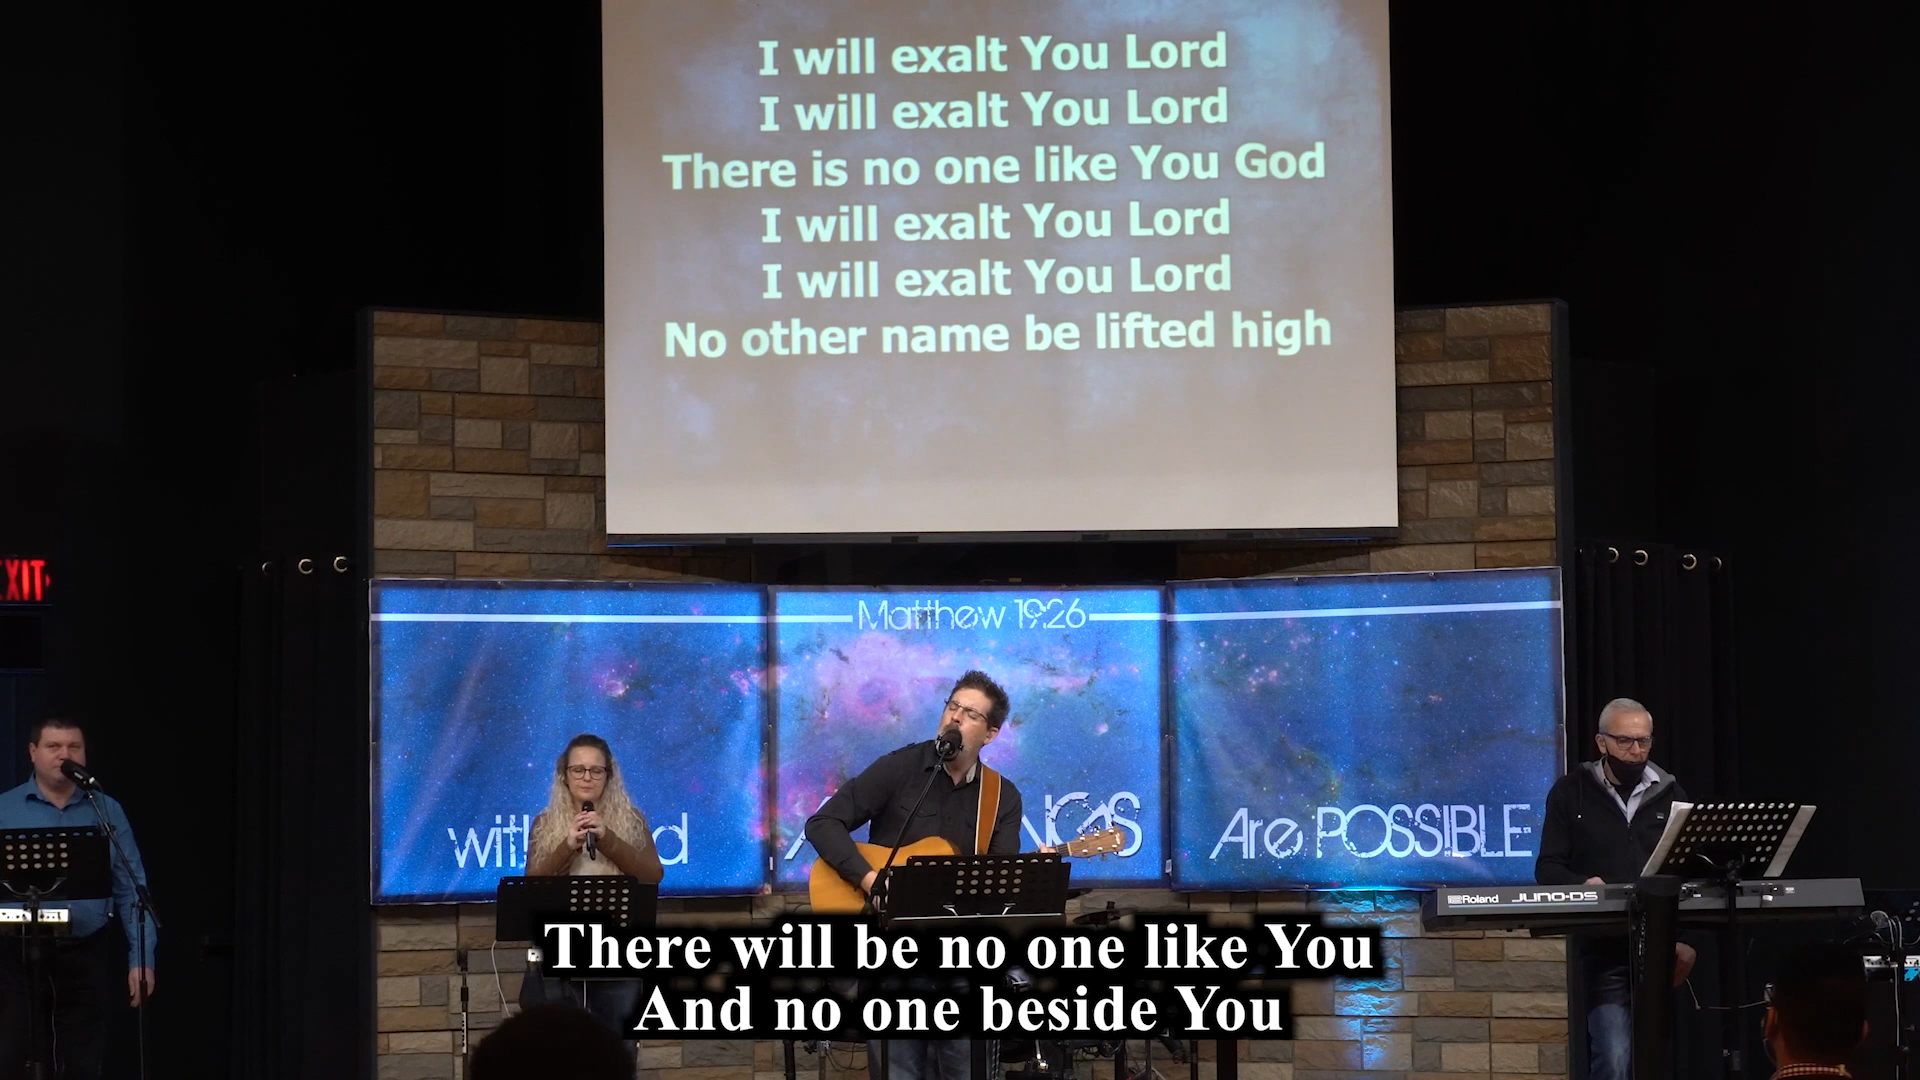 I will exalt You Lord
I will exalt You Lord
There is no one like You God
I will exalt You Lord
I will exalt You Lord
No other name be lifted high
EXIT
Matthew 19:26
Are POSSIBLE
Roland JUNO-DS
There will be no one like You
And no one beside You